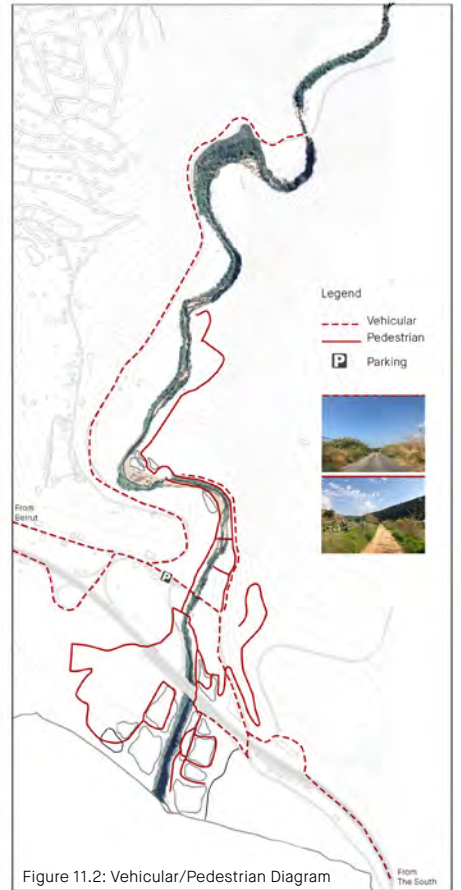 Legend
Vehicular
Pedestrian
P Parking
From
Beirut
P
From
The South
Figure 11.2: Vehicular/Pedestrian Diagram